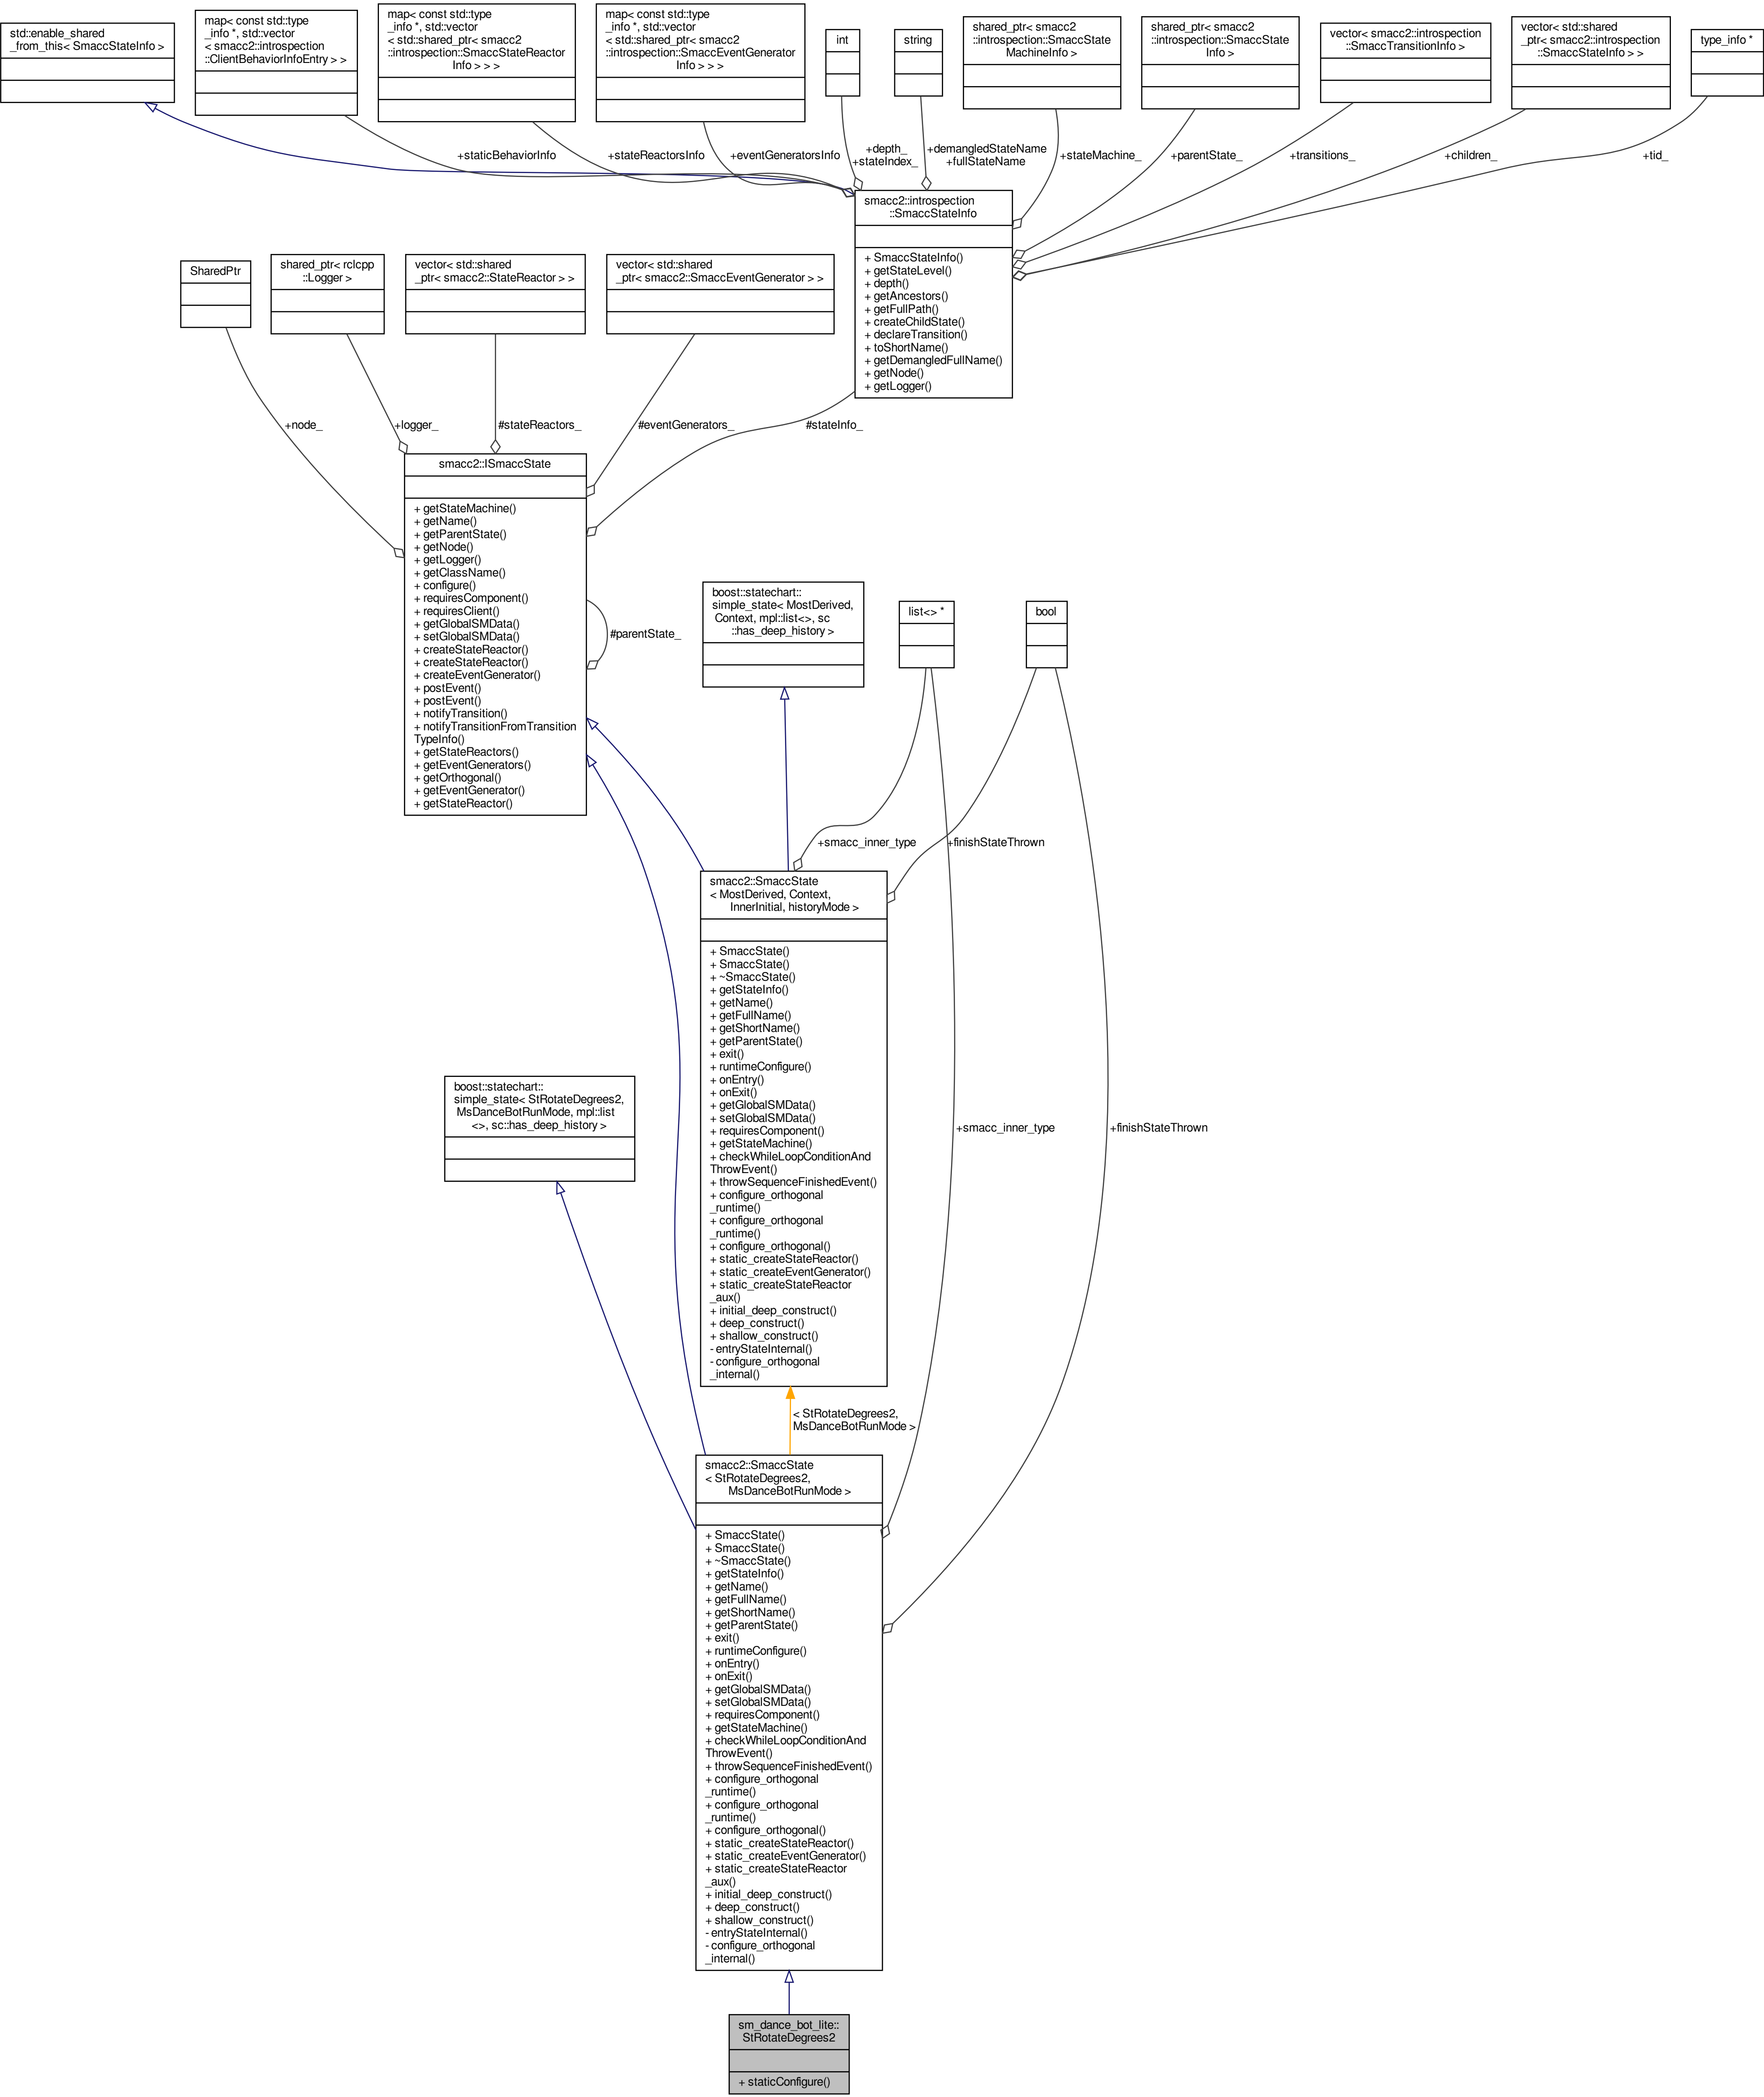 std::enable_shared
_from_this< SmaccStateInfo >
map< const std::type
_info *, std::vector
< smacc2::introspection
::ClientBehaviorInfoEntry > >
map< const std::type
_info *, std::vector
< std::shared_ptr< smacc2
::introspection::SmaccStateReactor
Info > > >
map< const std::type
_info *, std::vector
< std::shared_ptr< smacc2
::introspection::SmaccEventGenerator
Info > > >
int
string
shared_ptr< smacc2
::introspection::SmaccState
MachineInfo >
shared_ptr< smacc2
::introspection::SmaccState
Info >
vector< smacc2::introspection
::SmaccTransitionInfo >
vector< std::shared
_ptr< smacc2::introspection
::SmaccStateInfo > >
type_info *
+staticBehaviorInfo
+stateReactorsInfo
+eventGeneratorsInfo
+depth_
+stateIndex_
+demangledStateName
+fullStateName
+stateMachine_
+parentState_
+transitions_
+children_
+tid_
smacc2::introspection
::SmaccStateInfo
+ SmaccStateInfo()
+ getStateLevel()
+ depth()
+ getAncestors()
+ getFullPath()
+ createChildState()
+ declareTransition()
+ toShortName()
+ getDemangledFullName()
+ getNode()
+ getLogger()
SharedPtr
shared_ptr< rclcpp
::Logger >
vector< std::shared
_ptr< smacc2::StateReactor > >
vector< std::shared
_ptr< smacc2::SmaccEventGenerator > >
+node_
+logger_
#stateReactors_
#eventGenerators_
#stateInfo_
smacc2::ISmaccState
+ getStateMachine()
+ getName()
+ getParentState()
+ getNode()
+ getLogger()
+ getClassName()
+ configure()
+ requiresComponent()
+ requiresClient()
+ getGlobalSMData()
+ setGlobalSMData()
+ createStateReactor()
+ createStateReactor()
+ createEventGenerator()
+ postEvent()
+ postEvent()
+ notifyTransition()
+ notifyTransitionFromTransition
TypeInfo()
+ getStateReactors()
+ getEventGenerators()
+ getOrthogonal()
+ getEventGenerator()
+ getStateReactor()
#parentState_
boost::statechart::
simple_state< MostDerived,
Context, mpl::list<>, sc
::has_deep_history >
list<> *
bool
+smacc_inner_type
+finishStateThrown
smacc2::SmaccState
< MostDerived, Context,
InnerInitial, historyMode >
+ SmaccState()
+ SmaccState()
+ ~SmaccState()
+ getStateInfo()
+ getName()
+ getFullName()
+ getShortName()
+ getParentState()
+ exit()
+ runtimeConfigure()
+ onEntry()
+ onExit()
+ getGlobalSMData()
+ setGlobalSMData()
+ requiresComponent()
+ getStateMachine()
+ checkWhileLoopConditionAnd
ThrowEvent()
+ throwSequenceFinishedEvent()
+ configure_orthogonal
_runtime()
+ configure_orthogonal
_runtime()
+ configure_orthogonal()
+ static_createStateReactor()
+ static_createEventGenerator()
+ static_createStateReactor
_aux()
+ initial_deep_construct()
+ deep_construct()
+ shallow_construct()
- entryStateInternal()
- configure_orthogonal
_internal()
boost::statechart::
simple_state< StRotateDegrees2,
MsDanceBotRunMode, mpl::list
<>, sc::has_deep_history >
+smacc_inner_type
+finishStateThrown
< StRotateDegrees2,
MsDanceBotRunMode >
smacc2::SmaccState
< StRotateDegrees2,
MsDanceBotRunMode >
+ SmaccState()
+ SmaccState()
+ ~SmaccState()
+ getStateInfo()
+ getName()
+ getFullName()
+ getShortName()
+ getParentState()
+ exit()
+ runtimeConfigure()
+ onEntry()
+ onExit()
+ getGlobalSMData()
+ setGlobalSMData()
+ requiresComponent()
+ getStateMachine()
+ checkWhileLoopConditionAnd
ThrowEvent()
+ throwSequenceFinishedEvent()
+ configure_orthogonal
_runtime()
+ configure_orthogonal
_runtime()
+ configure_orthogonal()
+ static_createStateReactor()
+ static_createEventGenerator()
+ static_createStateReactor
_aux()
+ initial_deep_construct()
+ deep_construct()
+ shallow_construct()
- entryStateInternal()
- configure_orthogonal
_internal()
sm_dance_bot_lite::
StRotateDegrees2
+ staticConfigure()